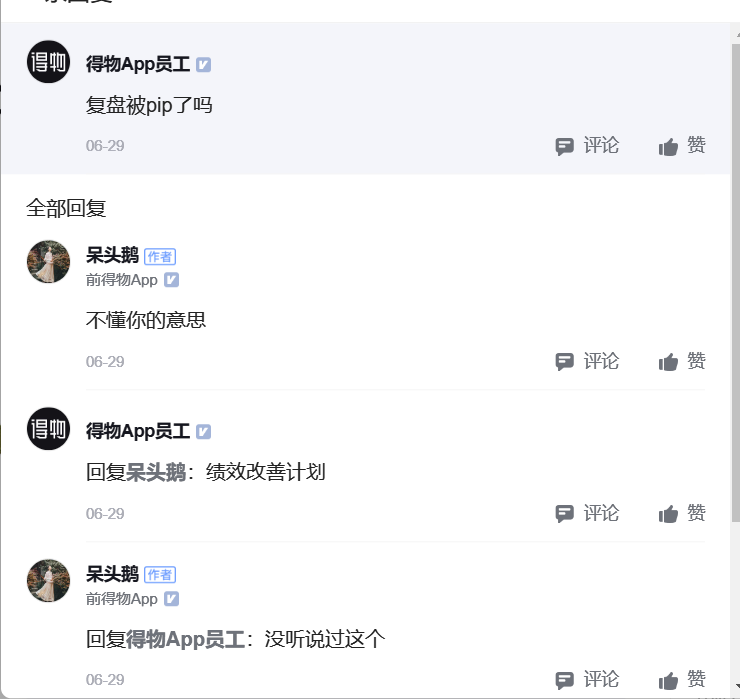 得物
得物App员工
复盘被pip了吗
06-29
评论
赞
全部回复
呆头鹅 作者
前得物App
不懂你的意思
06-29
评论
赞
得物
得物App员工
回复呆头鹅：绩效改善计划
06-29
评论
赞
呆头鹅 作者
前得物App
回复得物App员工：没听说过这个
06-29
评论
赞